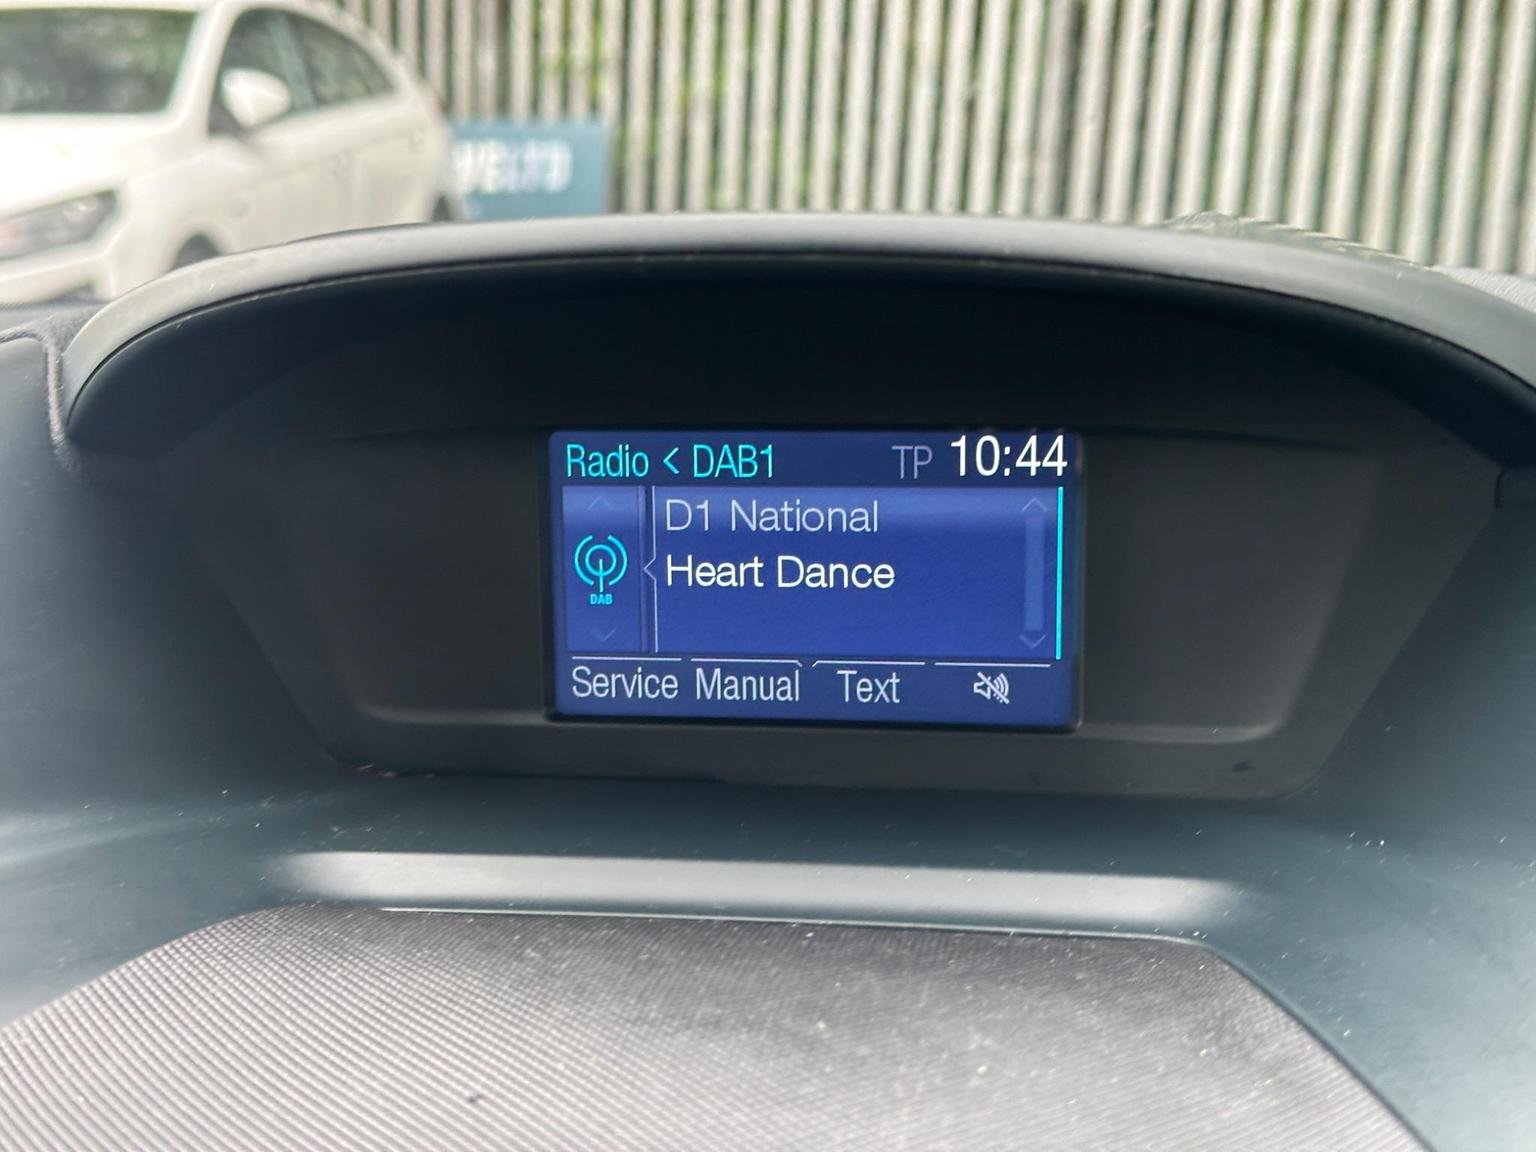 Radio < DAB1 TP 10:44
D1 National
Heart Dance
DAB
Service Manual Text